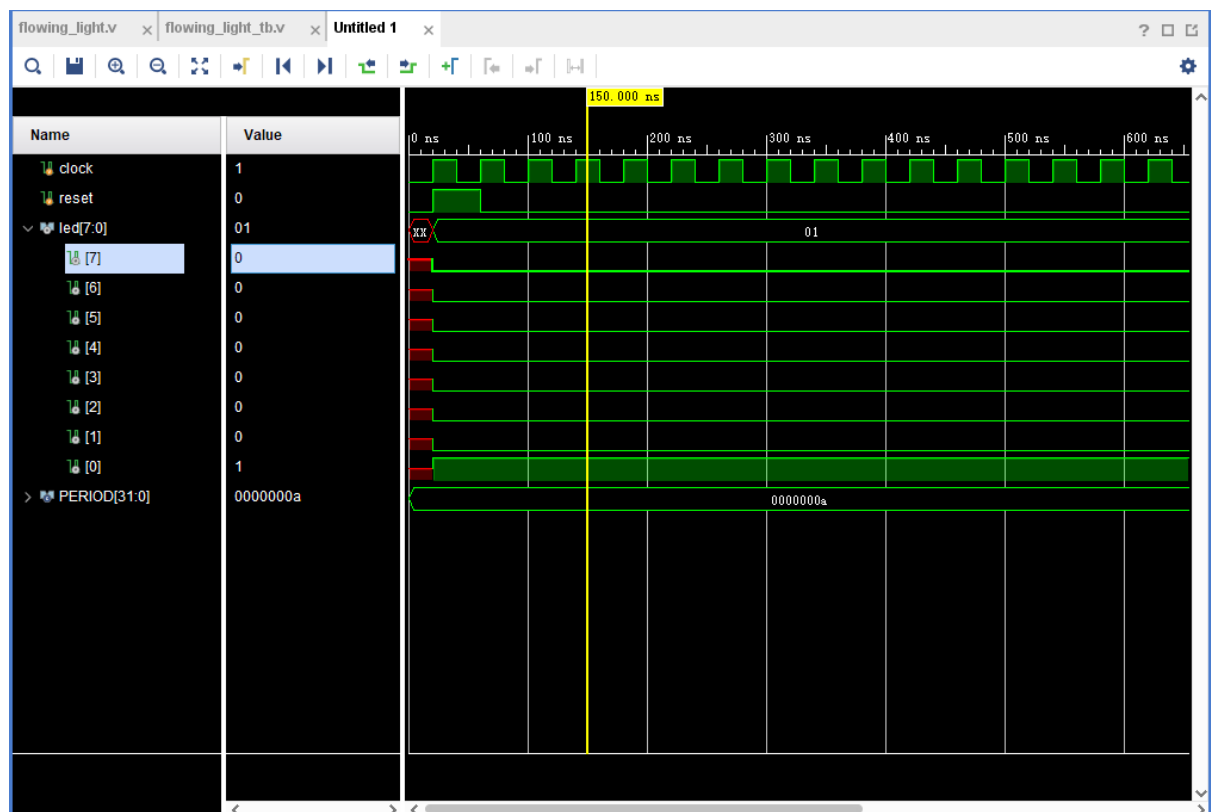 flowing_light.v × flowing_light_tb.v × Untitled 1 × ?
150.000 ns
Name Value 0 ns 100 ns 200 ns 300 ns 400 ns 500 ns 600 ns
clock 1
reset 0
led[7:0] 01 XX 01
[7] 0
[6] 0
[5] 0
[4] 0
[3] 0
[2] 0
[1] 0
[0] 1
PERIOD[31:0] 0000000a 0000000a